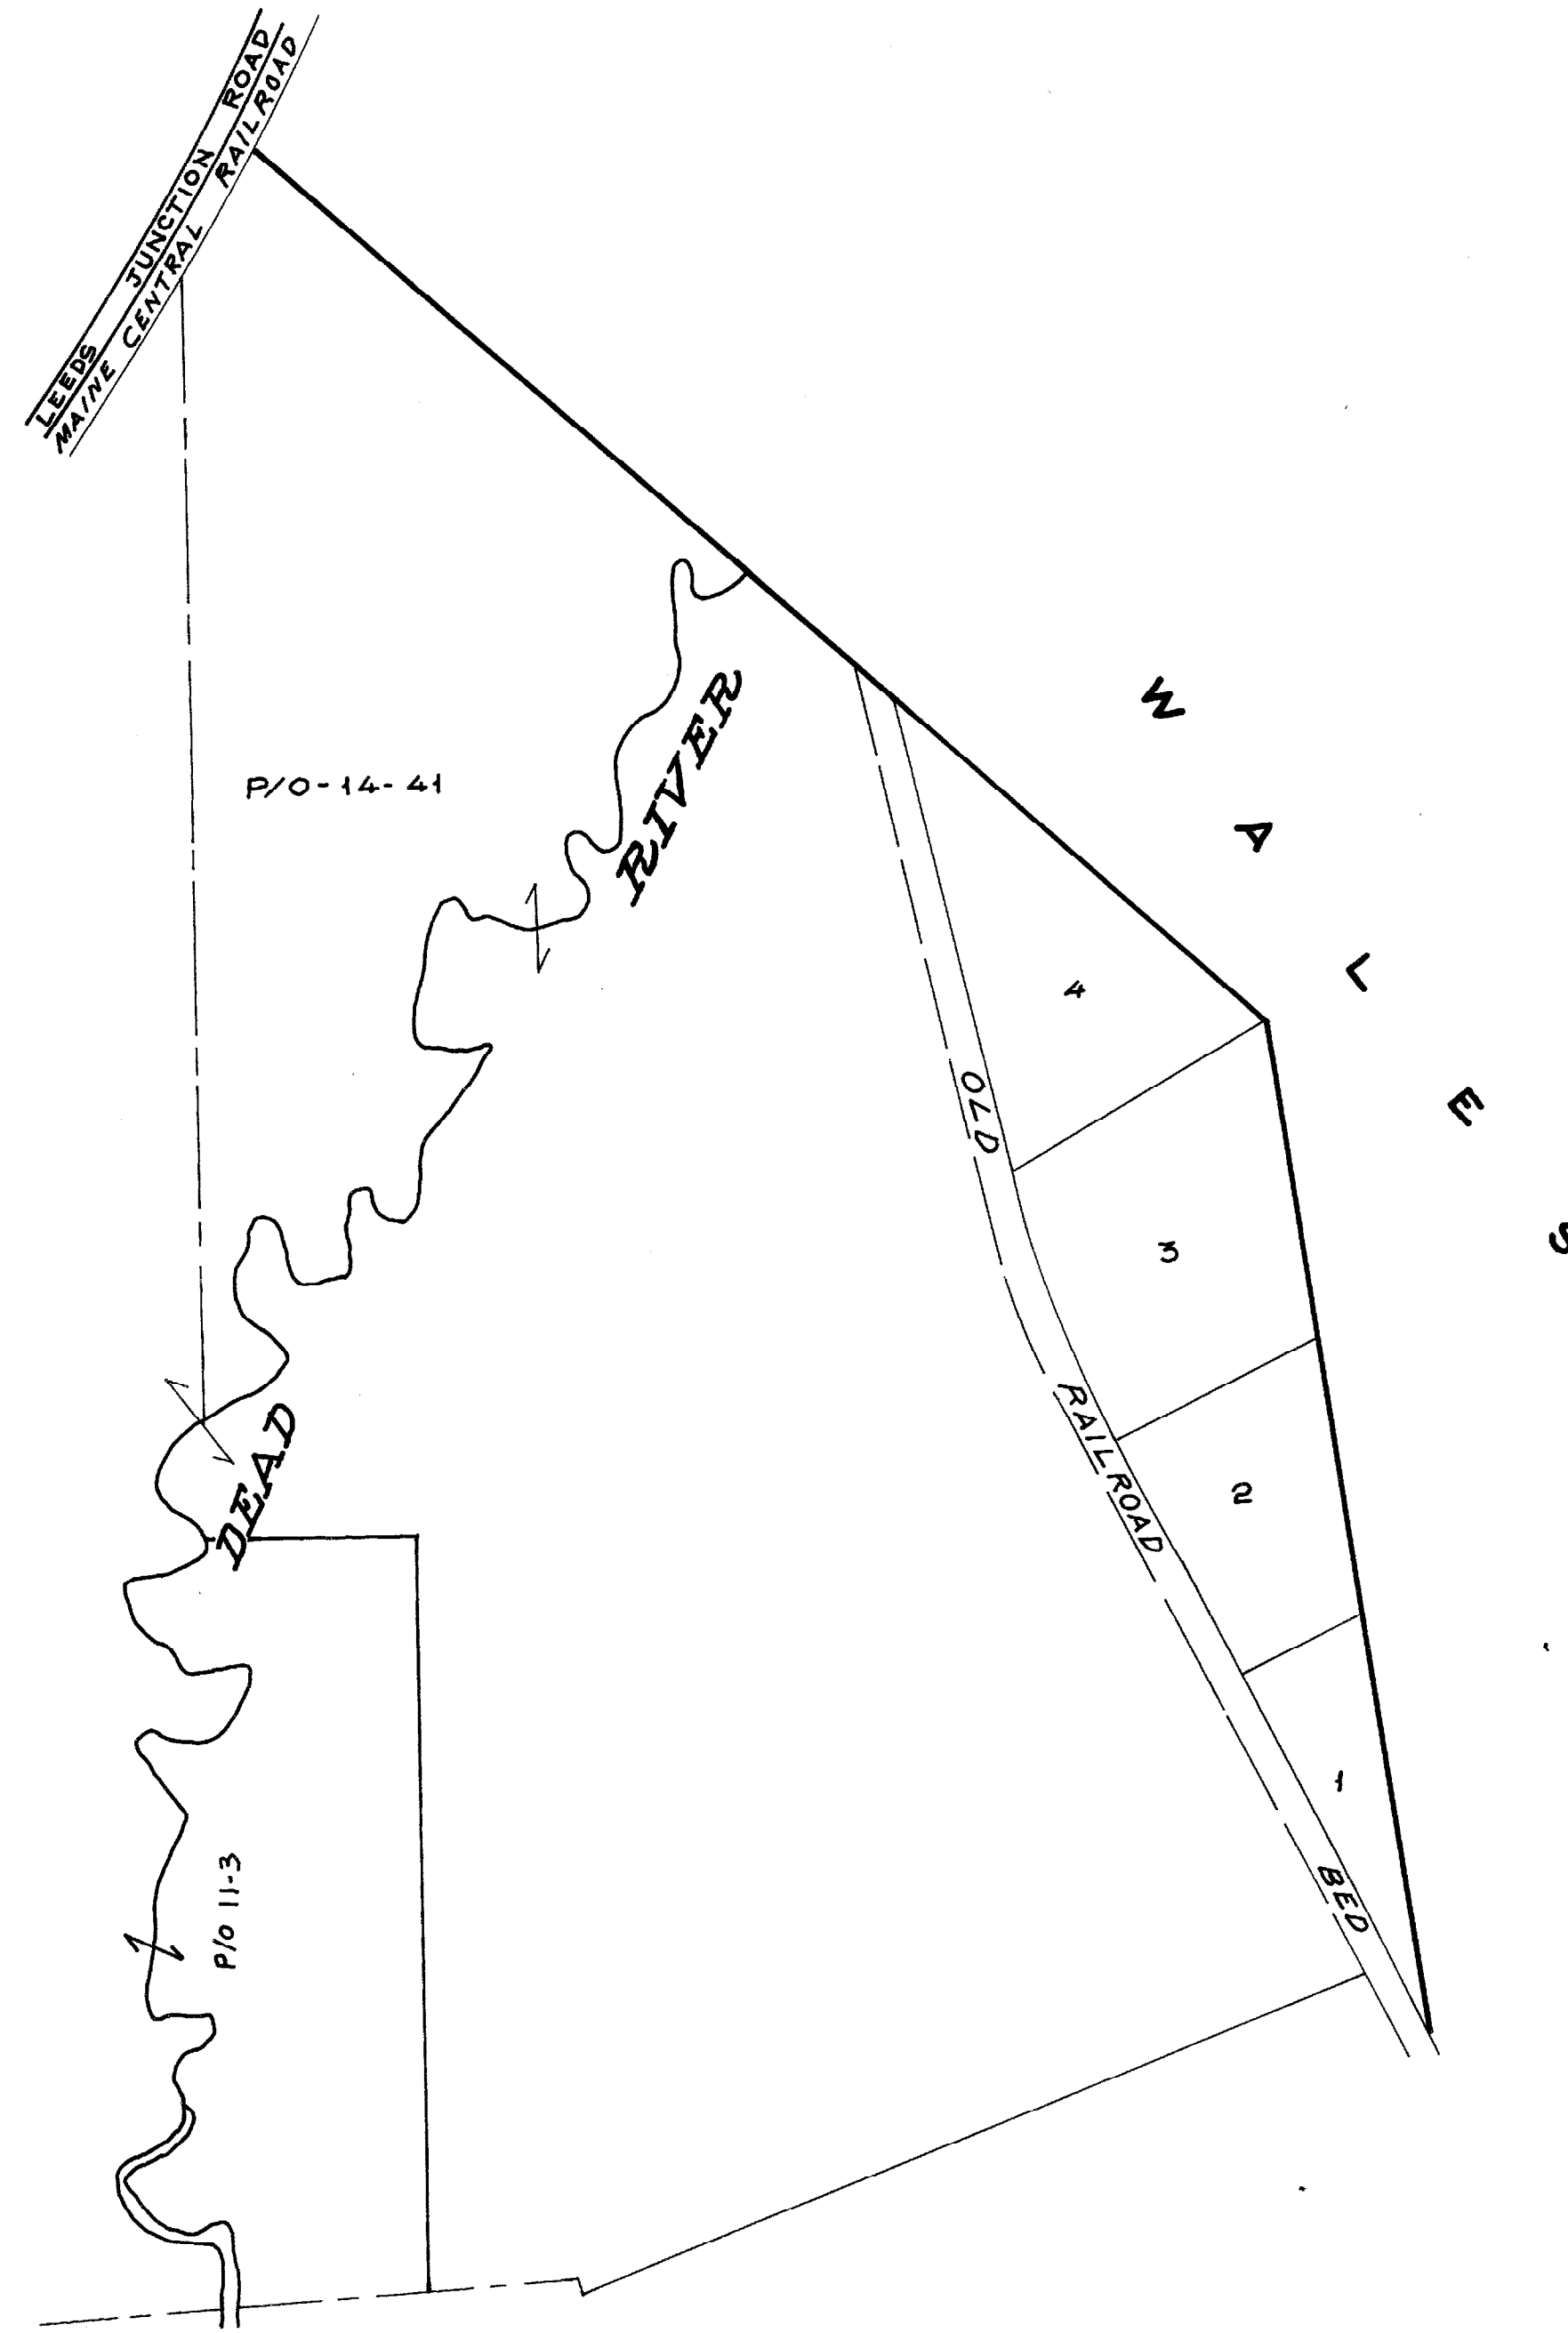 LEEDS JUNCTION ROAD
MAINE CENTRAL RAILROAD
P/O-14-41
DEAD RIVER
WALES
4
OLD RAILROAD BED
3
2
1
P/O 11-3